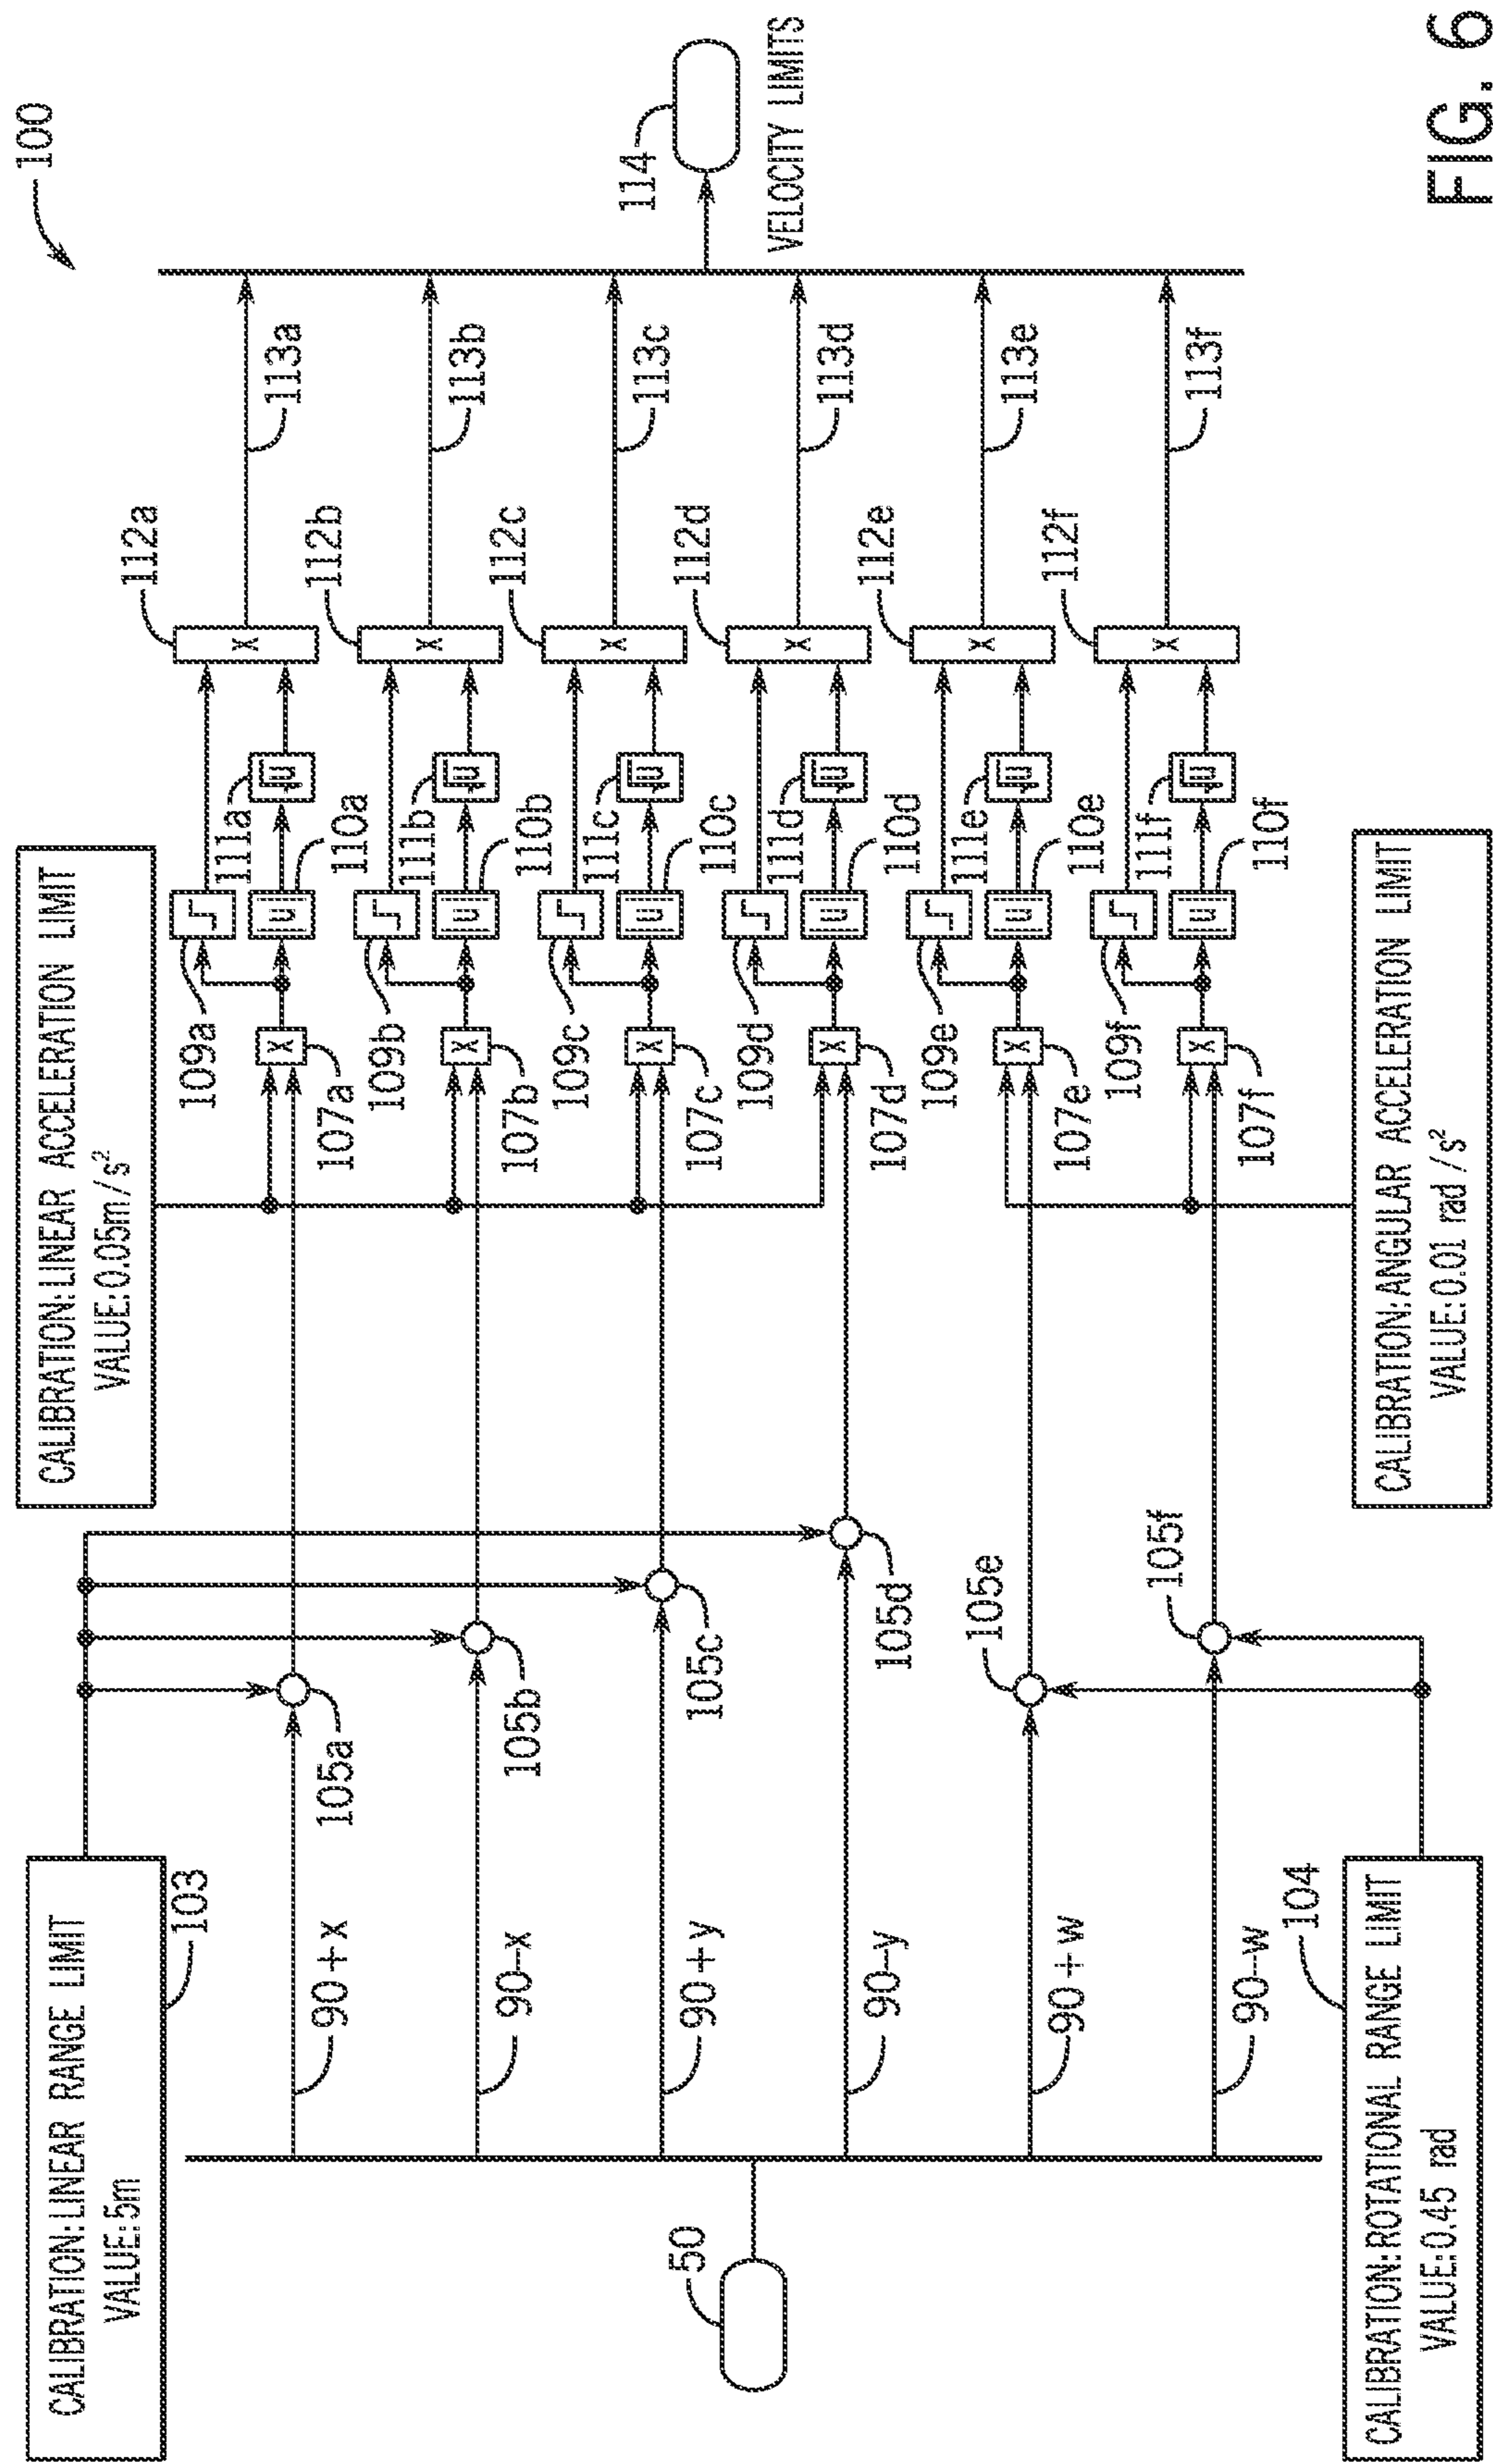 100
CALIBRATION:LINEAR RANGE LIMIT
VALUE:5m
103
CALIBRATION:LINEAR ACCELERATION LIMIT
VALUE:0.05m/s²
50
90+x
105a
107a
X
109a
|u|
110a
111a
112a
X
113a
90-x
105b
107b
X
109b
|u|
110b
111b
112b
X
113b
90+y
105c
107c
X
109c
|u|
110c
111c
112c
X
113c
114
VELOCITY LIMITS
90-y
105d
107d
X
109d
|u|
110d
111d
112d
X
113d
90+w
105e
107e
X
109e
|u|
110e
111e
112e
X
113e
90-w
105f
107f
X
109f
|u|
110f
111f
112f
X
113f
104
CALIBRATION:ROTATIONAL RANGE LIMIT
VALUE:0.45 rad
CALIBRATION:ANGULAR ACCELERATION LIMIT
VALUE:0.01 rad/s²
FIG. 6